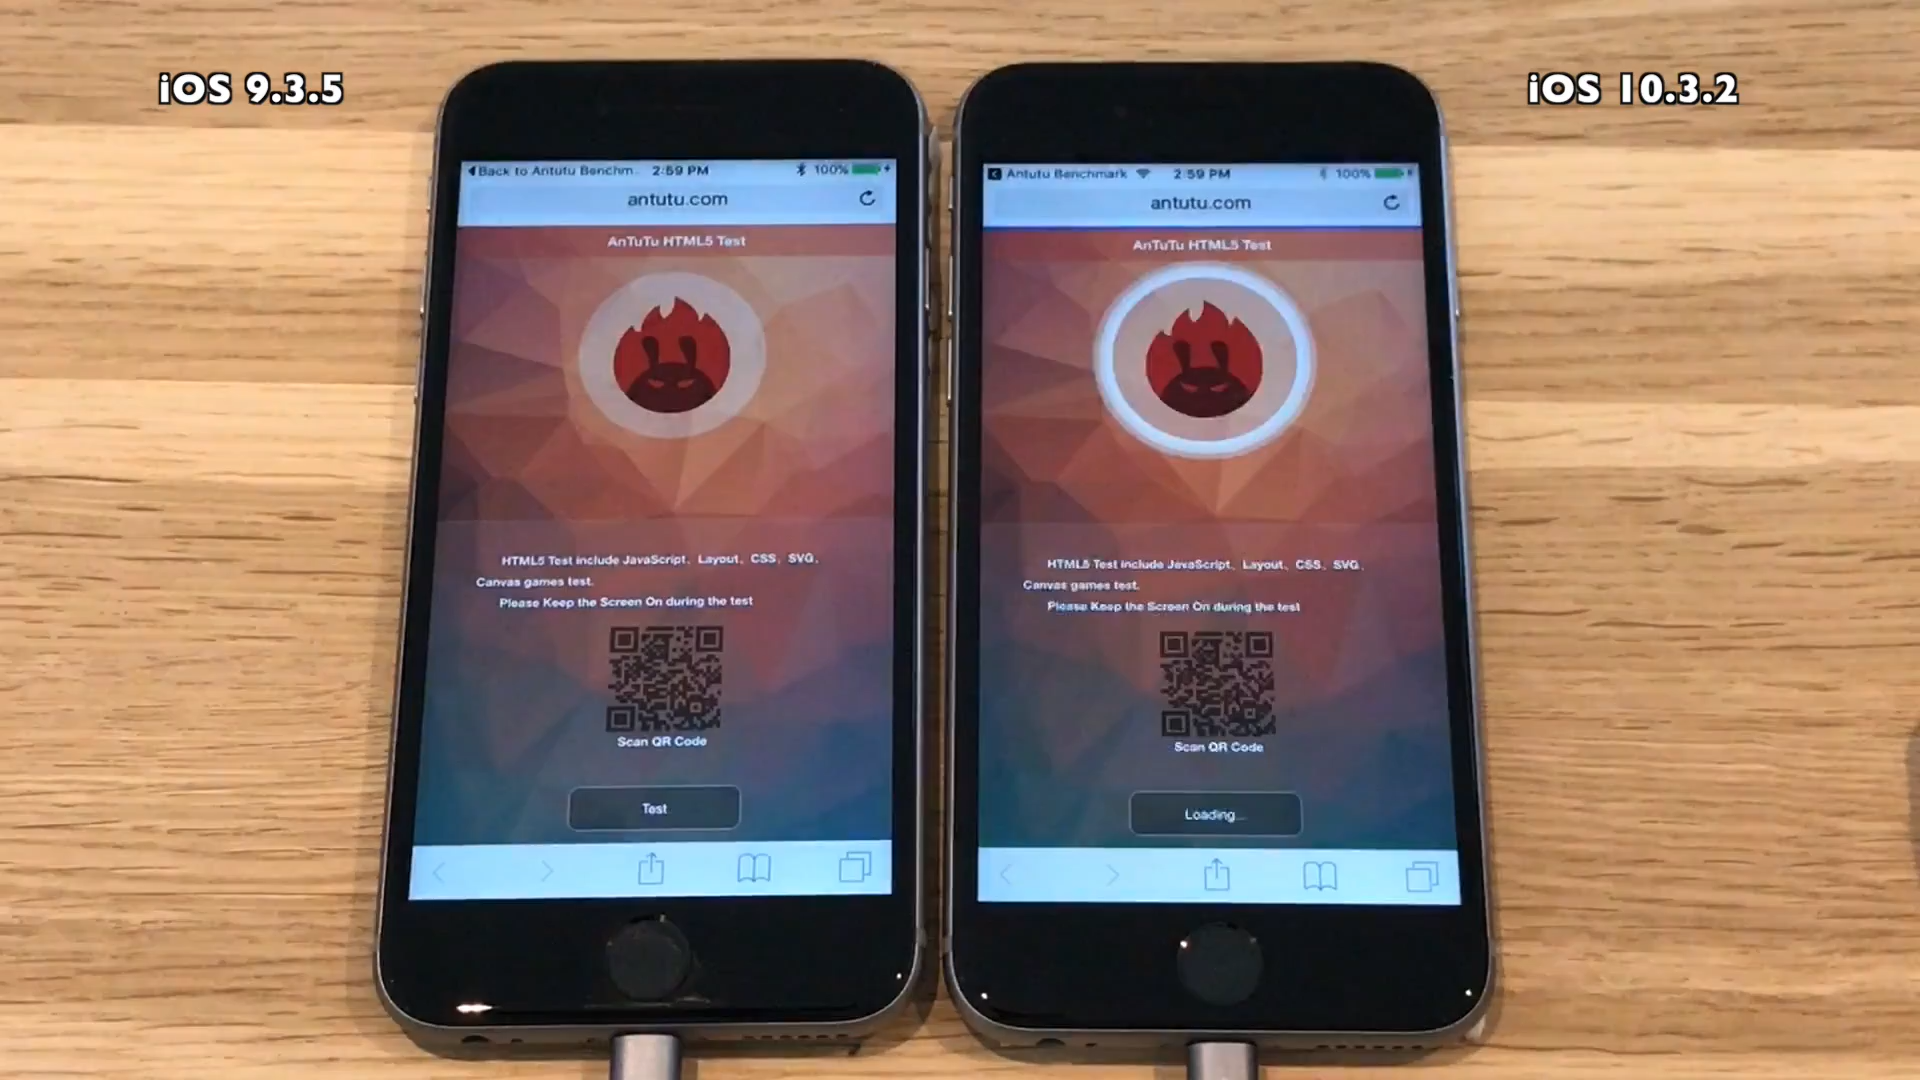 iOS 9.3.5
iOS 10.3.2
Back to Antutu Benchm... 2:59 PM 100%
antutu.com
AnTuTu HTML5 Test
HTML5 Test include JavaScript、Layout、CSS、SVG、
Canvas games test.
Please Keep the Screen On during the test
Scan QR Code
Test
Antutu Benchmark 2:59 PM 100%
antutu.com
AnTuTu HTML5 Test
HTML5 Test include JavaScript、Layout、CSS、SVG、
Canvas games test.
Please Keep the Screen On during the test
Scan QR Code
Loading...